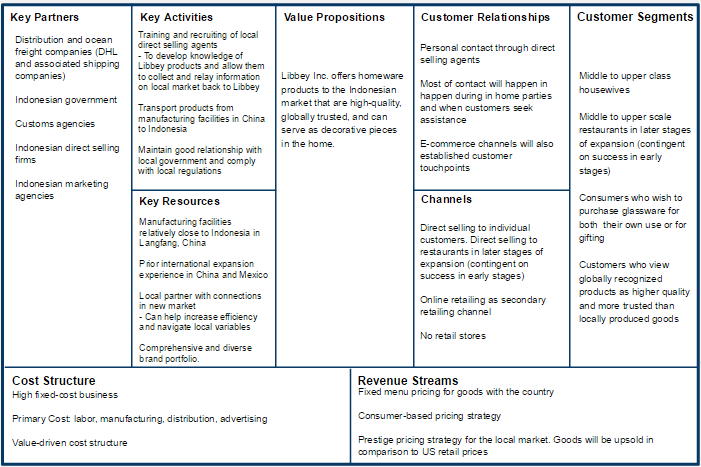 Key Partners
Distribution and ocean
freight companies (DHL
and associated shipping
companies)
Indonesian government
Customs agencies
Indonesian direct selling
firms
Indonesian marketing
agencies
Key Activities
Training and recruiting of local
direct selling agents
- To develop knowledge of
Libbey products and allow them
to collect and relay information
on local market back to Libbey
Transport products from
manufacturing facilities in China
to Indonesia
Maintain good relationship with
local government and comply
with local regulations
Key Resources
Manufacturing facilities
relatively close to Indonesia in
Langfang, China
Prior international expansion
experience in China and Mexico
Local partner with connections
in new market
- Can help increase efficiency
and navigate local variables
Comprehensive and diverse
brand portfolio.
Value Propositions
Libbey Inc. offers homeware
products to the Indonesian
market that are high-quality,
globally trusted, and can
serve as decorative pieces
in the home.
Customer Relationships
Personal contact through direct
selling agents
Most of contact will happen in
happen during in home parties
and when customers seek
assistance
E-commerce channels will also
established customer
touchpoints
Channels
Direct selling to individual
customers. Direct selling to
restaurants in later stages of
expansion (contingent on
success in early stages)
Online retailing as secondary
retailing channel
No retail stores
Customer Segments
Middle to upper class
housewives
Middle to upper scale
restaurants in later stages
of expansion (contingent
on success in early
stages)
Consumers who wish to
purchase glassware for
both their own use or for
gifting
Customers who view
globally recognized
products as higher quality
and more trusted than
locally produced goods
Cost Structure
High fixed-cost business
Primary Cost: labor, manufacturing, distribution, advertising
Value-driven cost structure
Revenue Streams
Fixed menu pricing for goods with the country
Consumer-based pricing strategy
Prestige pricing strategy for the local market. Goods will be upsold in
comparison to US retail prices